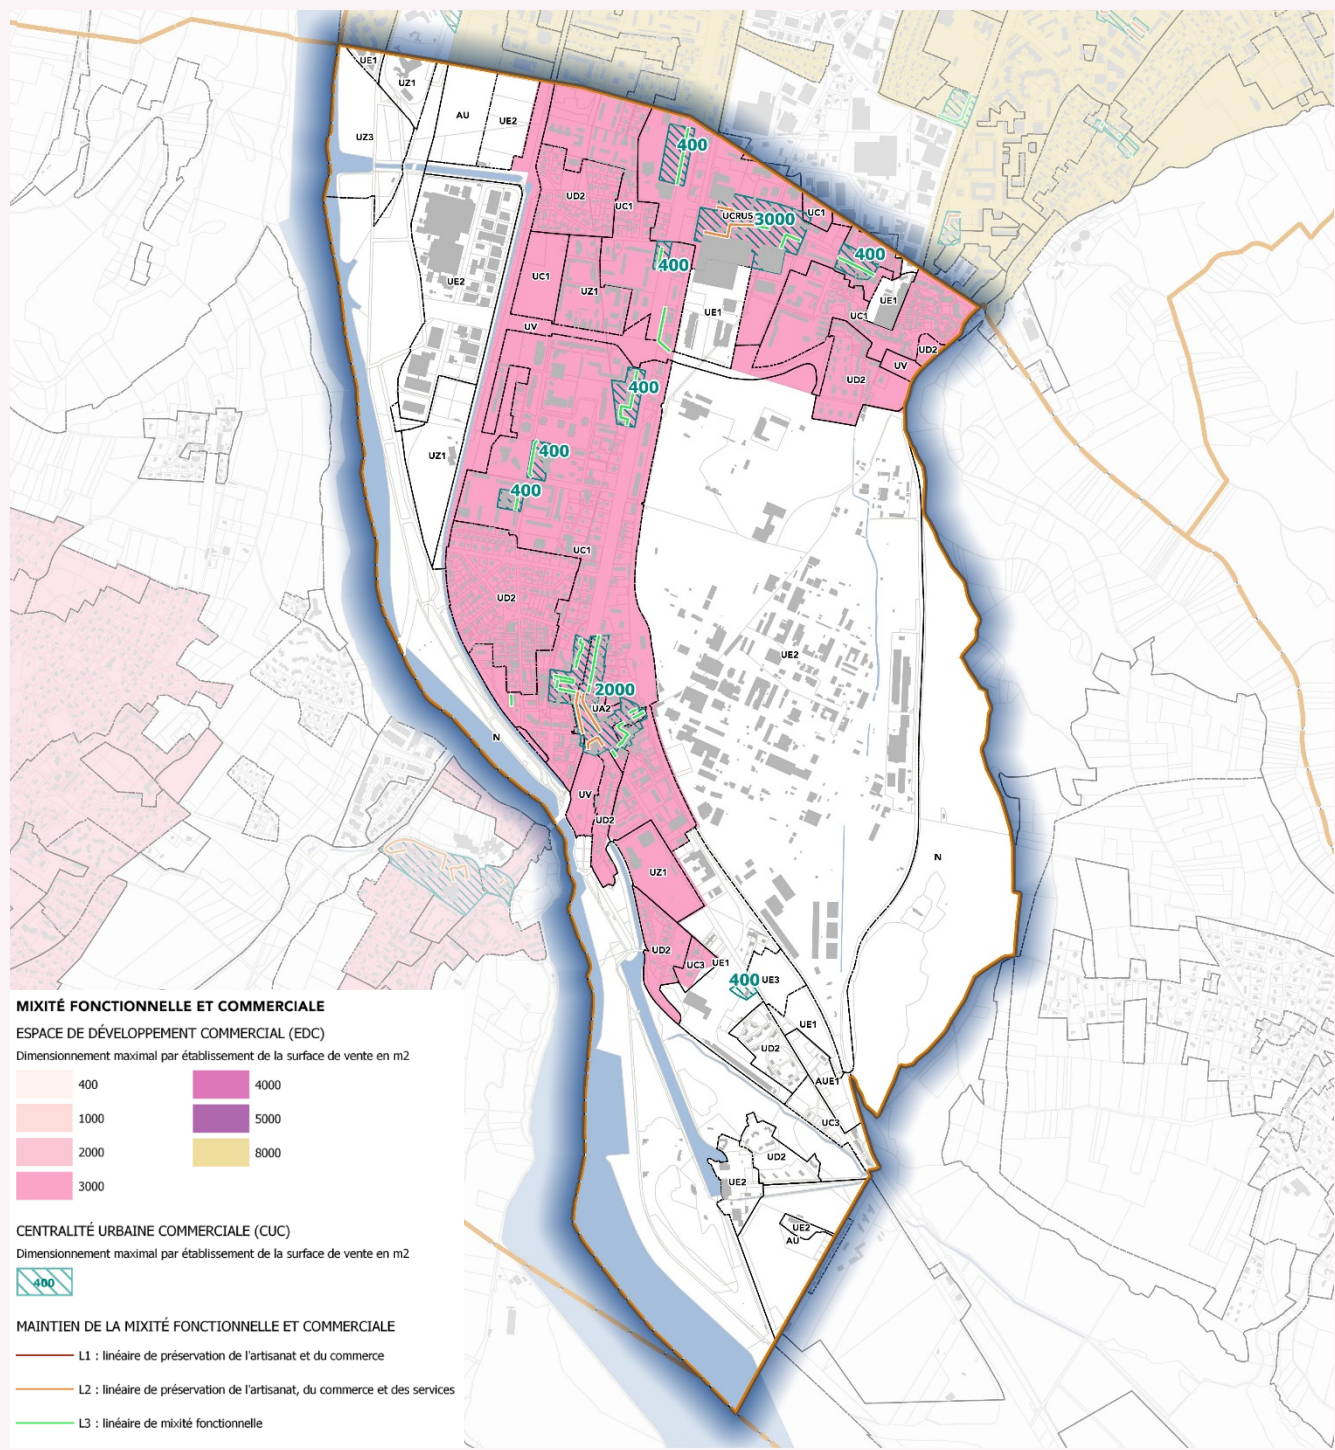 UE1
UZ1
AU
UE2
UZ3
400
UD2
UC1
UCRU5
3000
UC1
400
400
UC1
UZ1
UE2
UE1
UE1
UC1
UV
UD2
UV
UD2
400
400
UZ1
400
UC1
UD2
UE2
2000
UA2
N
UV
UD2
N
UZ1
UD2
UC3
UE1
400
UE3
UE1
UD2
AUE1
UC3
UD2
UE2
UE2
AU
MIXITÉ FONCTIONNELLE ET COMMERCIALE
ESPACE DE DÉVELOPPEMENT COMMERCIAL (EDC)
Dimensionnement maximal par établissement de la surface de vente en m2
400
4000
1000
5000
2000
8000
3000
CENTRALITÉ URBAINE COMMERCIALE (CUC)
Dimensionnement maximal par établissement de la surface de vente en m2
400
MAINTIEN DE LA MIXITÉ FONCTIONNELLE ET COMMERCIALE
L1 : linéaire de préservation de l'artisanat et du commerce
L2 : linéaire de préservation de l'artisanat, du commerce et des services
L3 : linéaire de mixité fonctionnelle